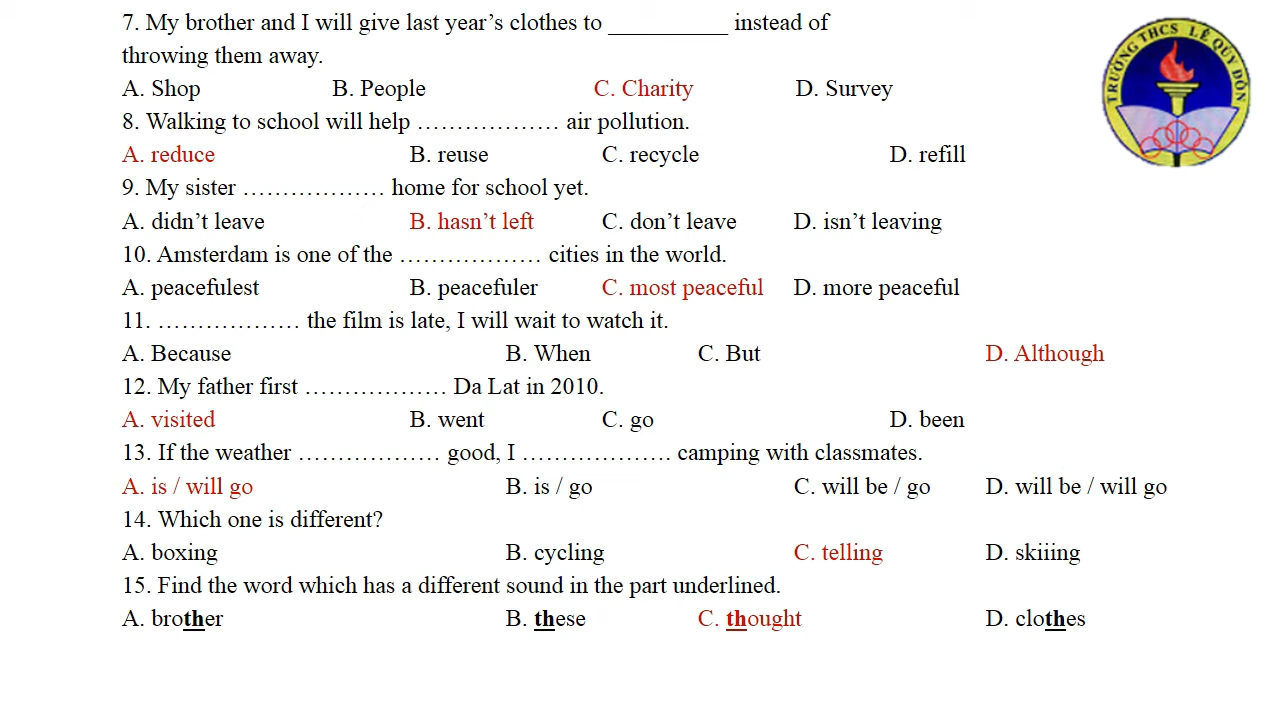 7. My brother and I will give last year’s clothes to __________ instead of
throwing them away.
A. Shop B. People C. Charity D. Survey
8. Walking to school will help ……………… air pollution.
A. reduce B. reuse C. recycle D. refill
9. My sister ……………… home for school yet.
A. didn’t leave B. hasn’t left C. don’t leave D. isn’t leaving
10. Amsterdam is one of the ……………… cities in the world.
A. peacefulest B. peacefuler C. most peaceful D. more peaceful
11. ……………… the film is late, I will wait to watch it.
A. Because B. When C. But D. Although
12. My father first ……………… Da Lat in 2010.
A. visited B. went C. go D. been
13. If the weather ……………… good, I ………………. camping with classmates.
A. is / will go B. is / go C. will be / go D. will be / will go
14. Which one is different?
A. boxing B. cycling C. telling D. skiiing
15. Find the word which has a different sound in the part underlined.
A. brother B. these C. thought D. clothes
TRƯỜNG THCS LÊ QUÝ ĐÔN